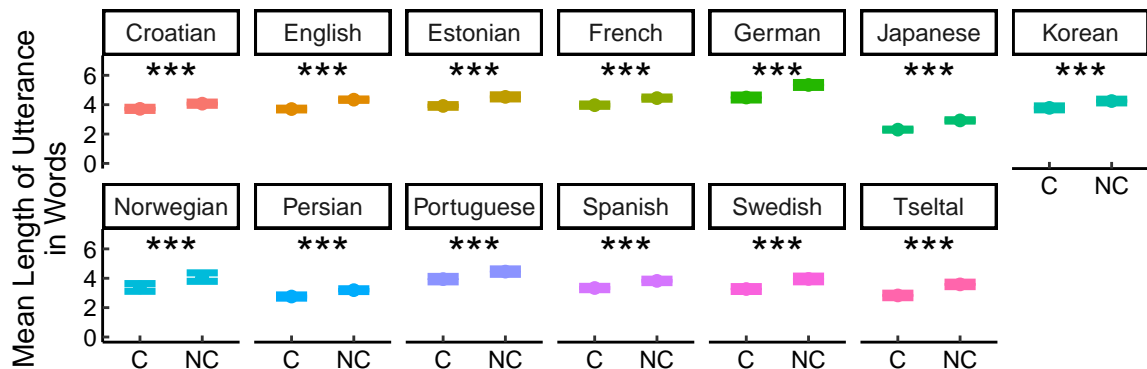 Croatian English Estonian French German Japanese Korean
*** *** *** *** *** *** ***
6
4
2
0
C NC
Norwegian Persian Portuguese Spanish Swedish Tseltal
*** *** *** *** *** ***
6
4
2
0
C NC C NC C NC C NC C NC C NC
Mean Length of Utterance
in Words